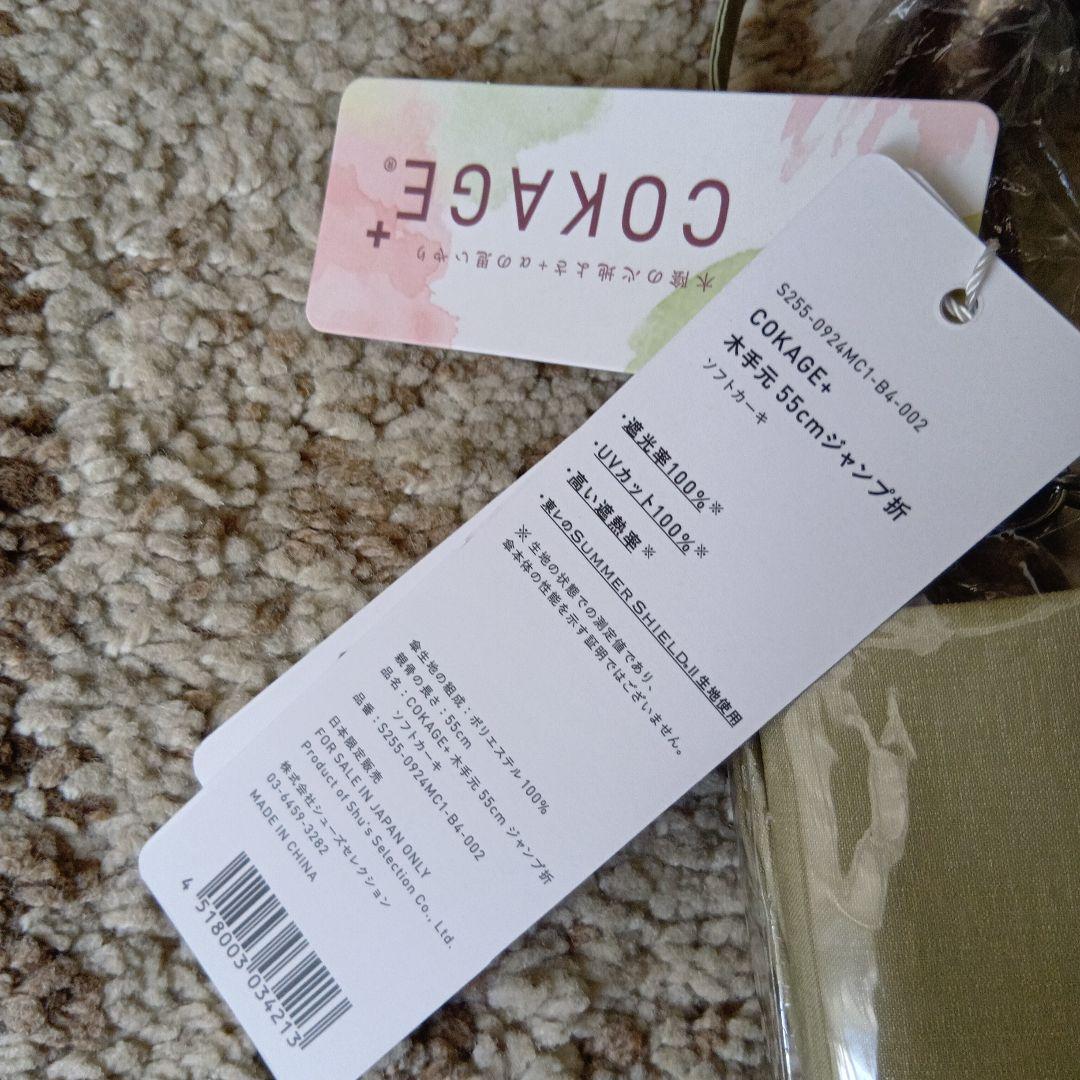 COKAGE®
+
木陰の心地よさ+αの思いやり
S255-0924MC1-B4-002
COKAGE+
木手元 55cmジャンプ折
ソフトカーキ
・遮光率100%※
・UVカット100%※
・高い遮熱率※
・東レのSUMMER SHIELD®II 生地使用
※ 生地の状態での測定値であり、
傘本体の性能を示す証明ではございません。
傘生地の組成:ポリエステル 100%
親骨の長さ:55cm
品名:COKAGE+ 木手元 55cm ジャンプ折
ソフトカーキ
品番:S255-0924MC1-B4-002
日本限定販売
FOR SALE IN JAPAN ONLY
Product of Shu's Selection Co., Ltd.
株式会社シューズセレクション
03-6459-3282
MADE IN CHINA
4 518003 034213